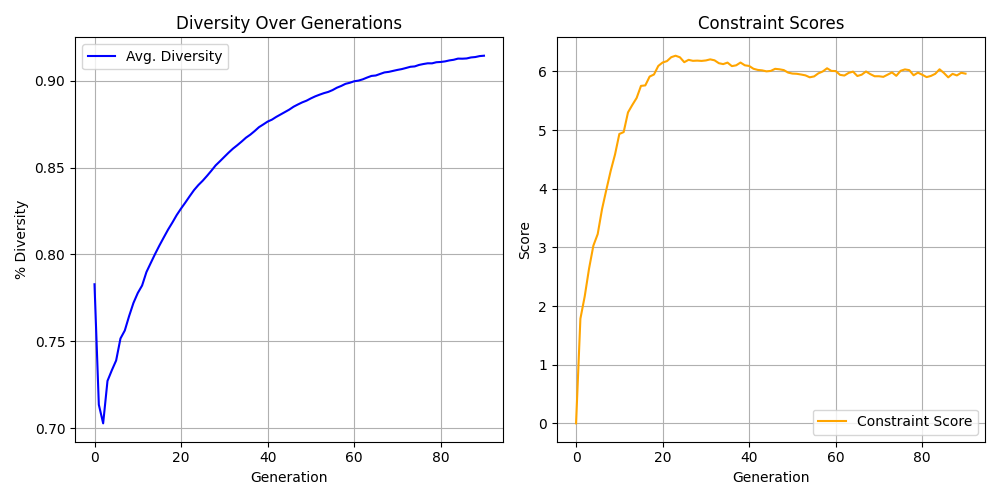 Diversity Over Generations
Avg. Diversity
% Diversity
0.90
0.85
0.80
0.75
0.70
0 20 40 60 80
Generation
Constraint Scores
Score
6
5
4
3
2
1
0
Constraint Score
0 20 40 60 80
Generation